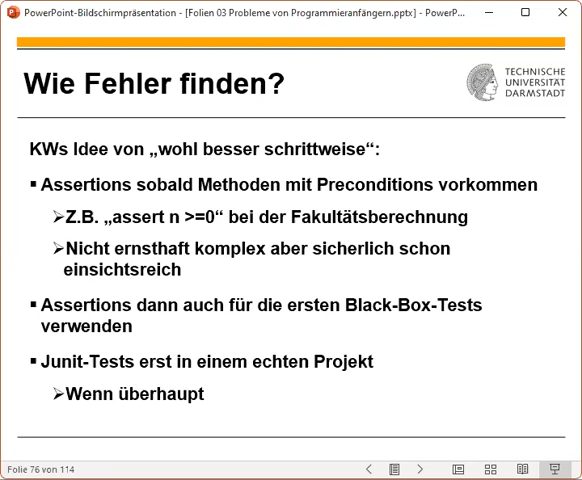 PowerPoint-Bildschirmpräsentation - [Folien 03 Probleme von Programmieranfängern.pptx] - PowerP...
Wie Fehler finden?
TECHNISCHE
UNIVERSITÄT
DARMSTADT
KWs Idee von „wohl besser schrittweise“:
▪ Assertions sobald Methoden mit Preconditions vorkommen
➢Z.B. „assert n >=0“ bei der Fakultätsberechnung
➢Nicht ernsthaft komplex aber sicherlich schon
einsichtsreich
▪ Assertions dann auch für die ersten Black-Box-Tests
verwenden
▪ Junit-Tests erst in einem echten Projekt
➢Wenn überhaupt
Folie 76 von 114